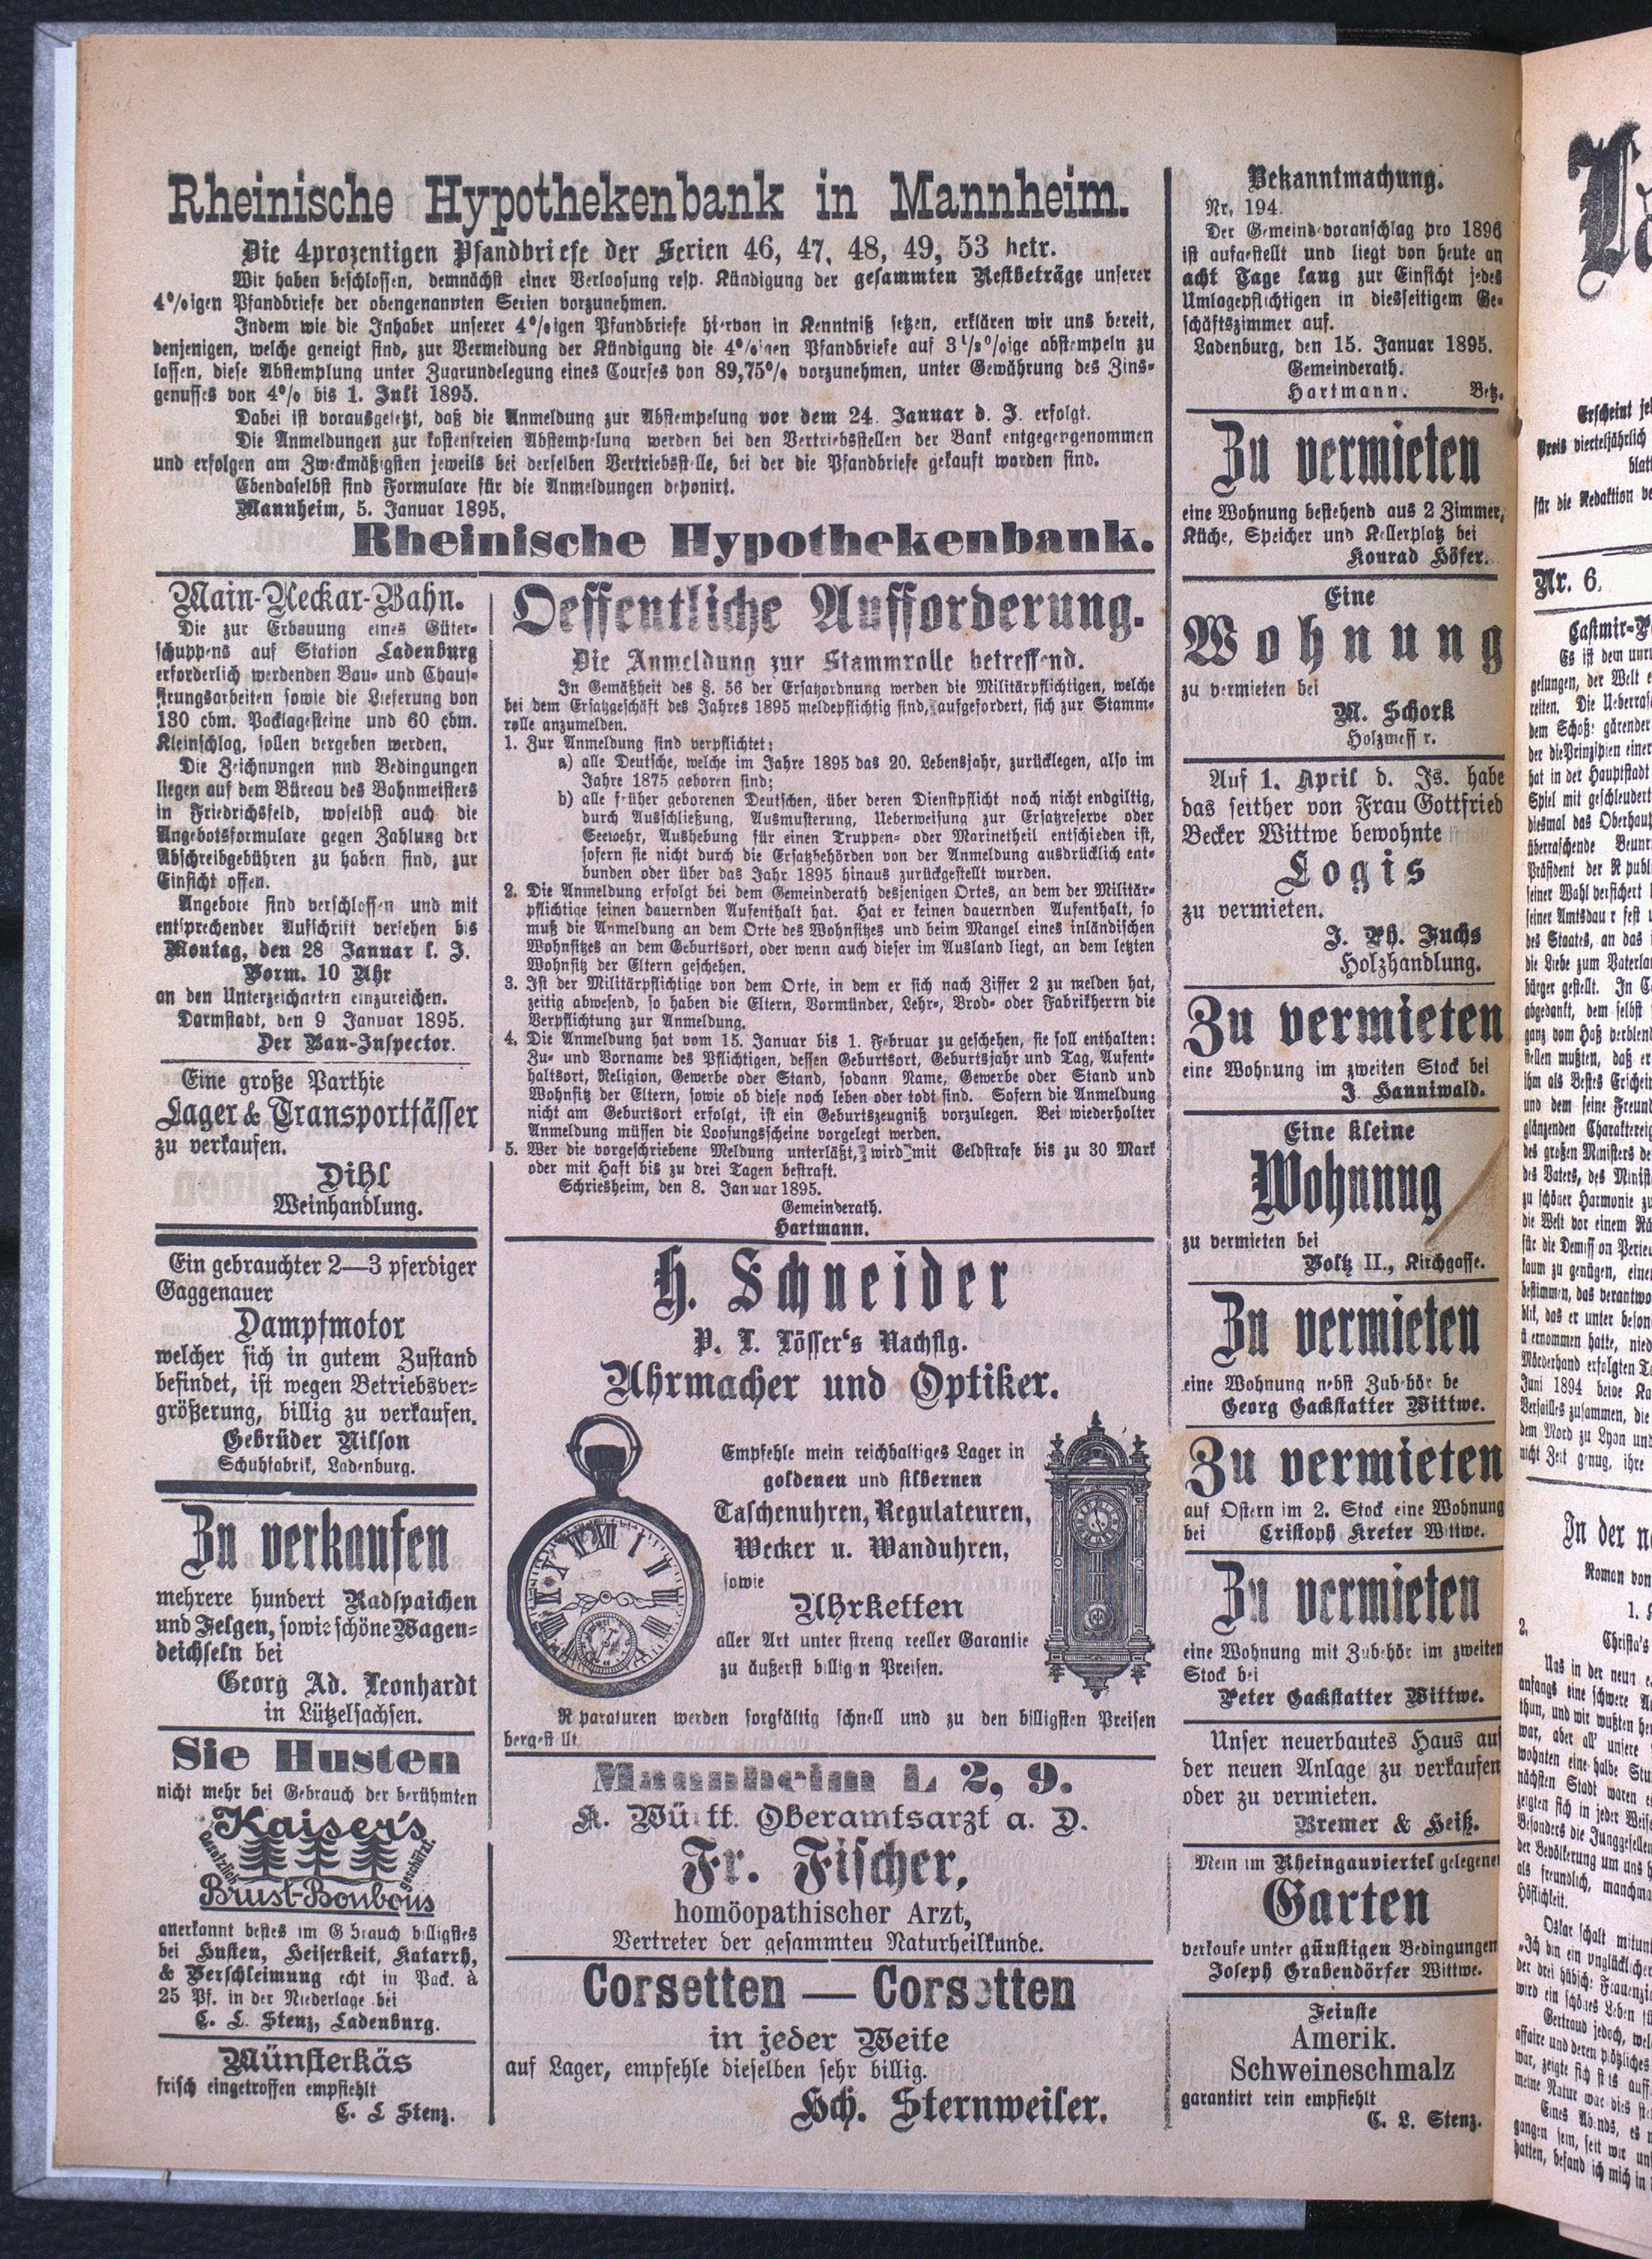 Rheinische Hypothekenbank in Mannheim.
Die 4prozentigen Pfandbriefe der Serien 46, 47, 48, 49, 53 betr.
Wir haben beschlossen, demnächst einer Verloosung resp. Kündigung der gesammten Restbeträge unserer
4%igen Pfandbriefe der obengenannten Serien vorzunehmen.
Indem wie die Inhaber unserer 4%igen Pfandbriefe hiervon in Kenntniß setzen, erklären wir uns bereit,
denjenigen, welche geneigt sind, zur Vermeidung der Kündigung die 4%igen Pfandbriefe auf 3½%ige abstempeln zu
lassen, diese Abstemplung unter Zugrundelegung eines Courses von 89,75% vorzunehmen, unter Gewährung des Zins-
genusses von 4% bis 1. Juli 1895.
Dabei ist vorausgesetzt, daß die Anmeldung zur Abstempelung vor dem 24. Januar d. J. erfolgt.
Die Anmeldungen zur kostenfreien Abstempelung werden bei den Vertriebsstellen der Bank entgegengenommen
und erfolgen am Zweckmäßigsten jeweils bei derselben Vertriebsstelle, bei der die Pfandbriefe gekauft worden sind.
Ebendaselbst sind Formulare für die Anmeldungen deponirt.
Mannheim, 5. Januar 1895.
Rheinische Hypothekenbank.
Main-Neckar-Bahn.
Die zur Erbauung eines Güter-
schuppens auf Station Ladenburg
erforderlich werdenden Bau- und Chaus-
sirungsarbeiten sowie die Lieferung von
130 cbm. Packlagesteine und 60 cbm.
Kleinschlag, sollen vergeben werden.
Die Zeichnungen nnd Bedingungen
liegen auf dem Büreau des Bahnmeisters
in Friedrichsfeld, woselbst auch die
Angebotsformulare gegen Zahlung der
Abschreibgebühren zu haben sind, zur
Einsicht offen.
Angebote sind verschlossen und mit
entsprechender Aufschrift versehen bis
Montag, den 28 Januar l. J.
Vorm. 10 Uhr
an den Unterzeichneten einzureichen.
Darmstadt, den 9 Januar 1895.
Der Bau-Inspector.
Eine große Parthie
Lager & Transportfässer
zu verkaufen.
Dihl
Weinhandlung.
Ein gebrauchter 2—3 pferdiger
Gaggenauer
Dampfmotor
welcher sich in gutem Zustand
befindet, ist wegen Betriebsver-
größerung, billig zu verkaufen.
Gebrüder Nilson
Schuhfabrik, Ladenburg.
Zu verkaufen
mehrere hundert Radspaichen
und Felgen, sowie schöne Wagen-
deichseln bei
Georg Ad. Leonhardt
in Lützelsachsen.
Sie Husten
nicht mehr bei Gebrauch der berühmten
Kaiser's
Gesetzlich geschützt.
Brust-Bonbons
anerkannt bestes im Gebrauch billigstes
bei Husten, Heiserkeit, Katarrh,
& Verschleimung echt in Pack. à
25 Pf. in der Niederlage bei
C. L. Stenz, Ladenburg.
Münsterkäs
frisch eingetroffen empfiehlt
C. L Stenz.
Oeffentliche Aufforderung.
Die Anmeldung zur Stammrolle betreffend.
In Gemäßheit des §. 56 der Ersatzordnung werden die Militärpflichtigen, welche
bei dem Ersatzgeschäft des Jahres 1895 meldepflichtig sind, aufgefordert, sich zur Stamm-
rolle anzumelden.
1. Zur Anmeldung sind verpflichtet:
a) alle Deutsche, welche im Jahre 1895 das 20. Lebensjahr, zurücklegen, also im
Jahre 1875 geboren sind;
b) alle früher geborenen Deutschen, über deren Dienstpflicht noch nicht endgiltig,
durch Ausschließung, Ausmusterung, Ueberweisung zur Ersatzreserve oder
Seewehr, Aushebung für einen Truppen- oder Marinetheil entschieden ist,
sofern sie nicht durch die Ersatzbehörden von der Anmeldung ausdrücklich ent-
bunden oder über das Jahr 1895 hinaus zurückgestellt wurden.
2. Die Anmeldung erfolgt bei dem Gemeinderath desjenigen Ortes, an dem der Militär-
pflichtige seinen dauernden Aufenthalt hat. Hat er keinen dauernden Aufenthalt, so
muß die Anmeldung an dem Orte des Wohnsitzes und beim Mangel eines inländischen
Wohnsitzes an dem Geburtsort, oder wenn auch dieser im Ausland liegt, an dem letzten
Wohnsitz der Eltern geschehen.
3. Ist der Militärpflichtige von dem Orte, in dem er sich nach Ziffer 2 zu melden hat,
zeitig abwesend, so haben die Eltern, Vormünder, Lehr-, Brod- oder Fabrikherrn die
Verpflichtung zur Anmeldung.
4. Die Anmeldung hat vom 15. Januar bis 1. Februar zu geschehen, sie soll enthalten:
Zu- und Vorname des Pflichtigen, dessen Geburtsort, Geburtsjahr und Tag, Aufent-
haltsort, Religion, Gewerbe oder Stand, sodann Name, Gewerbe oder Stand und
Wohnsitz der Eltern, sowie ob diese noch leben oder todt sind. Sofern die Anmeldung
nicht am Geburtsort erfolgt, ist ein Geburtszeugniß vorzulegen. Bei wiederholter
Anmeldung müssen die Loosungsscheine vorgelegt werden.
5. Wer die vorgeschriebene Meldung unterläßt, wird mit Geldstrafe bis zu 30 Mark
oder mit Haft bis zu drei Tagen bestraft.
Schriesheim, den 8. Januar 1895.
Gemeinderath.
Hartmann.
H. Schneider
P. L. Lösser's Nachflg.
Uhrmacher und Optiker.
Empfehle mein reichhaltiges Lager in
goldenen und silbernen
Taschenuhren, Regulateuren,
Wecker u. Wanduhren,
sowie
Uhrketten
aller Art unter streng reeller Garantie
zu äußerst billigen Preisen.
Reparaturen werden sorgfältig schnell und zu den billigsten Preisen
hergestellt.
Mannheim L 2, 9.
K. Württ. Oberamtsarzt a. D.
Fr. Fischer,
homöopathischer Arzt,
Vertreter der gesammten Naturheilkunde.
Corsetten — Corsetten
in jeder Weite
auf Lager, empfehle dieselben sehr billig.
Hch. Sternweiler.
Bekanntmachung.
Nr. 194.
Der Gemeindevoranschlag pro 1896
ist aufgestellt und liegt von heute an
acht Tage lang zur Einsicht jedes
Umlagepflichtigen in diesseitigem Ge-
schäftszimmer auf.
Ladenburg, den 15. Januar 1895.
Gemeinderath.
Hartmann. Betz.
Zu vermieten
eine Wohnung bestehend aus 2 Zimmer,
Küche, Speicher und Kellerplatz bei
Konrad Höfer.
Eine
Wohnung
zu vermieten bei
M. Schork
Holzmesser.
Auf 1. April d. Js. habe
das seither von Frau Gottfried
Becker Wittwe bewohnte
Logis
zu vermieten.
J. Ph. Fuchs
Holzhandlung.
Zu vermieten
eine Wohnung im zweiten Stock bei
J. Hanniwald.
Eine kleine
Wohnnug
zu vermieten bei
Voltz II., Kirchgasse.
Zu vermieten
eine Wohnung nebst Zubehör be
Georg Gackstatter Wittwe.
Zu vermieten
auf Ostern im 2. Stock eine Wohnung
bei Cristoph Kreter Wittwe.
Zu vermieten
eine Wohnung mit Zubehör im zweiten
Stock bei
Peter Gackstatter Wittwe.
Unser neuerbautes Haus auf
der neuen Anlage zu verkaufen
oder zu vermieten.
Bremer & Heiß.
Mein im Rheingauviertel gelegener
Garten
verkaufe unter günstigen Bedingungen
Joseph Grabendörfer Wittwe.
Feinste
Amerik.
Schweineschmalz
garantirt rein empfiehlt
C. L. Stenz.
Nr. 6.